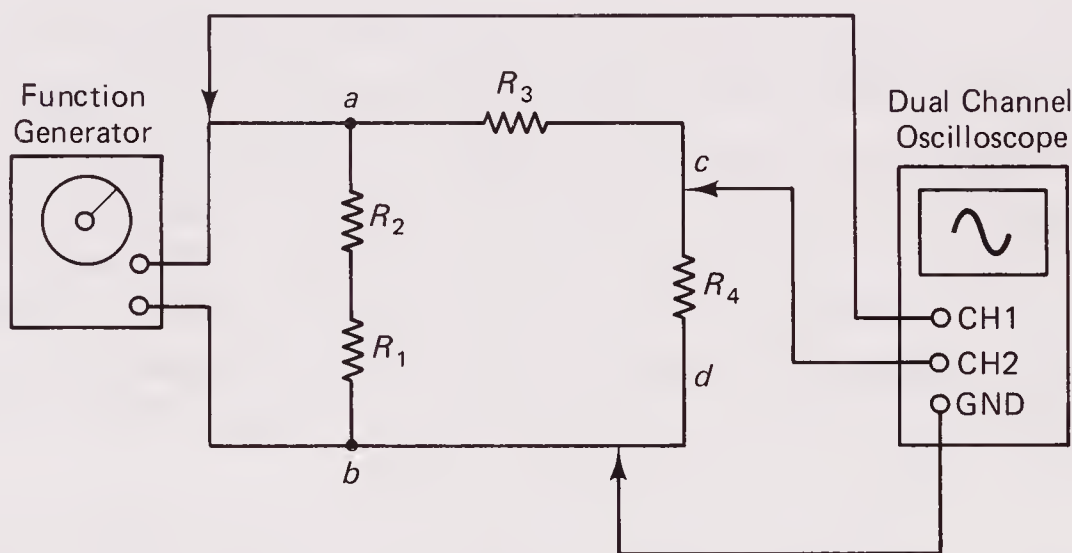 Function
Generator
a
R3
Dual Channel
Oscilloscope
c
R2
R4
CH1
R1
CH2
d
GND
b